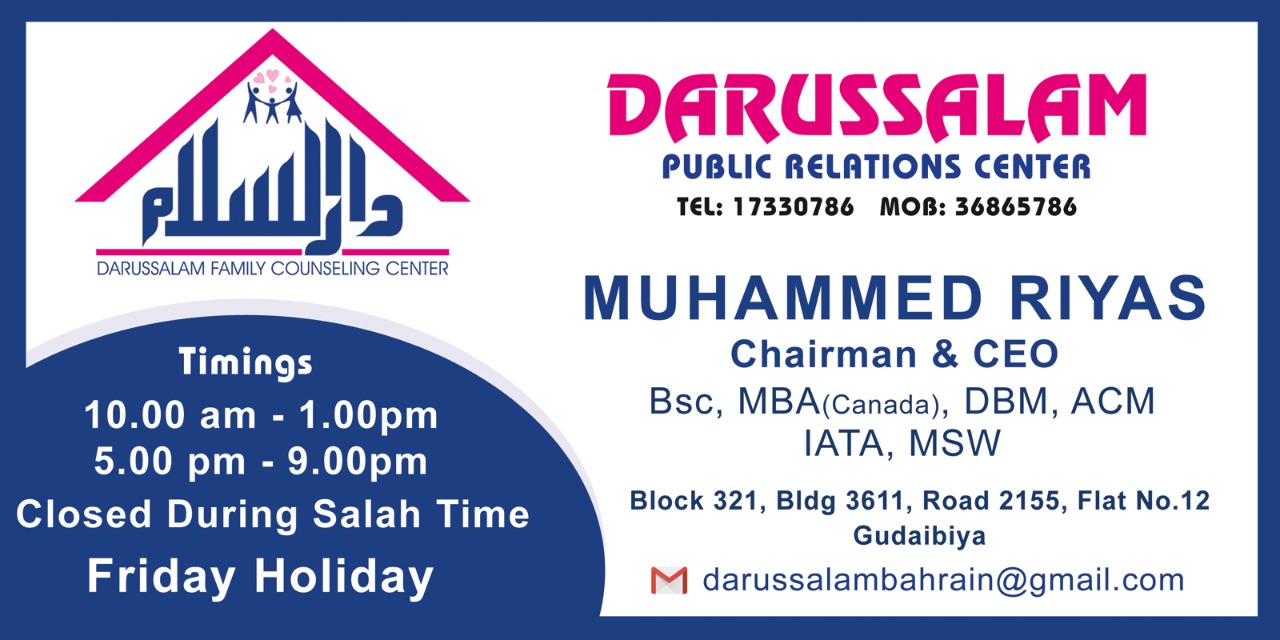 دار السلام
DARUSSALAM FAMILY COUNSELING CENTER
Timings
10.00 am - 1.00pm
5.00 pm - 9.00pm
Closed During Salah Time
Friday Holiday
DARUSSALAM
PUBLIC RELATIONS CENTER
TEL: 17330786 MOB: 36865786
MUHAMMED RIYAS
Chairman & CEO
Bsc, MBA(Canada), DBM, ACM
IATA, MSW
Block 321, Bldg 3611, Road 2155, Flat No.12
Gudaibiya
darussalambahrain@gmail.com